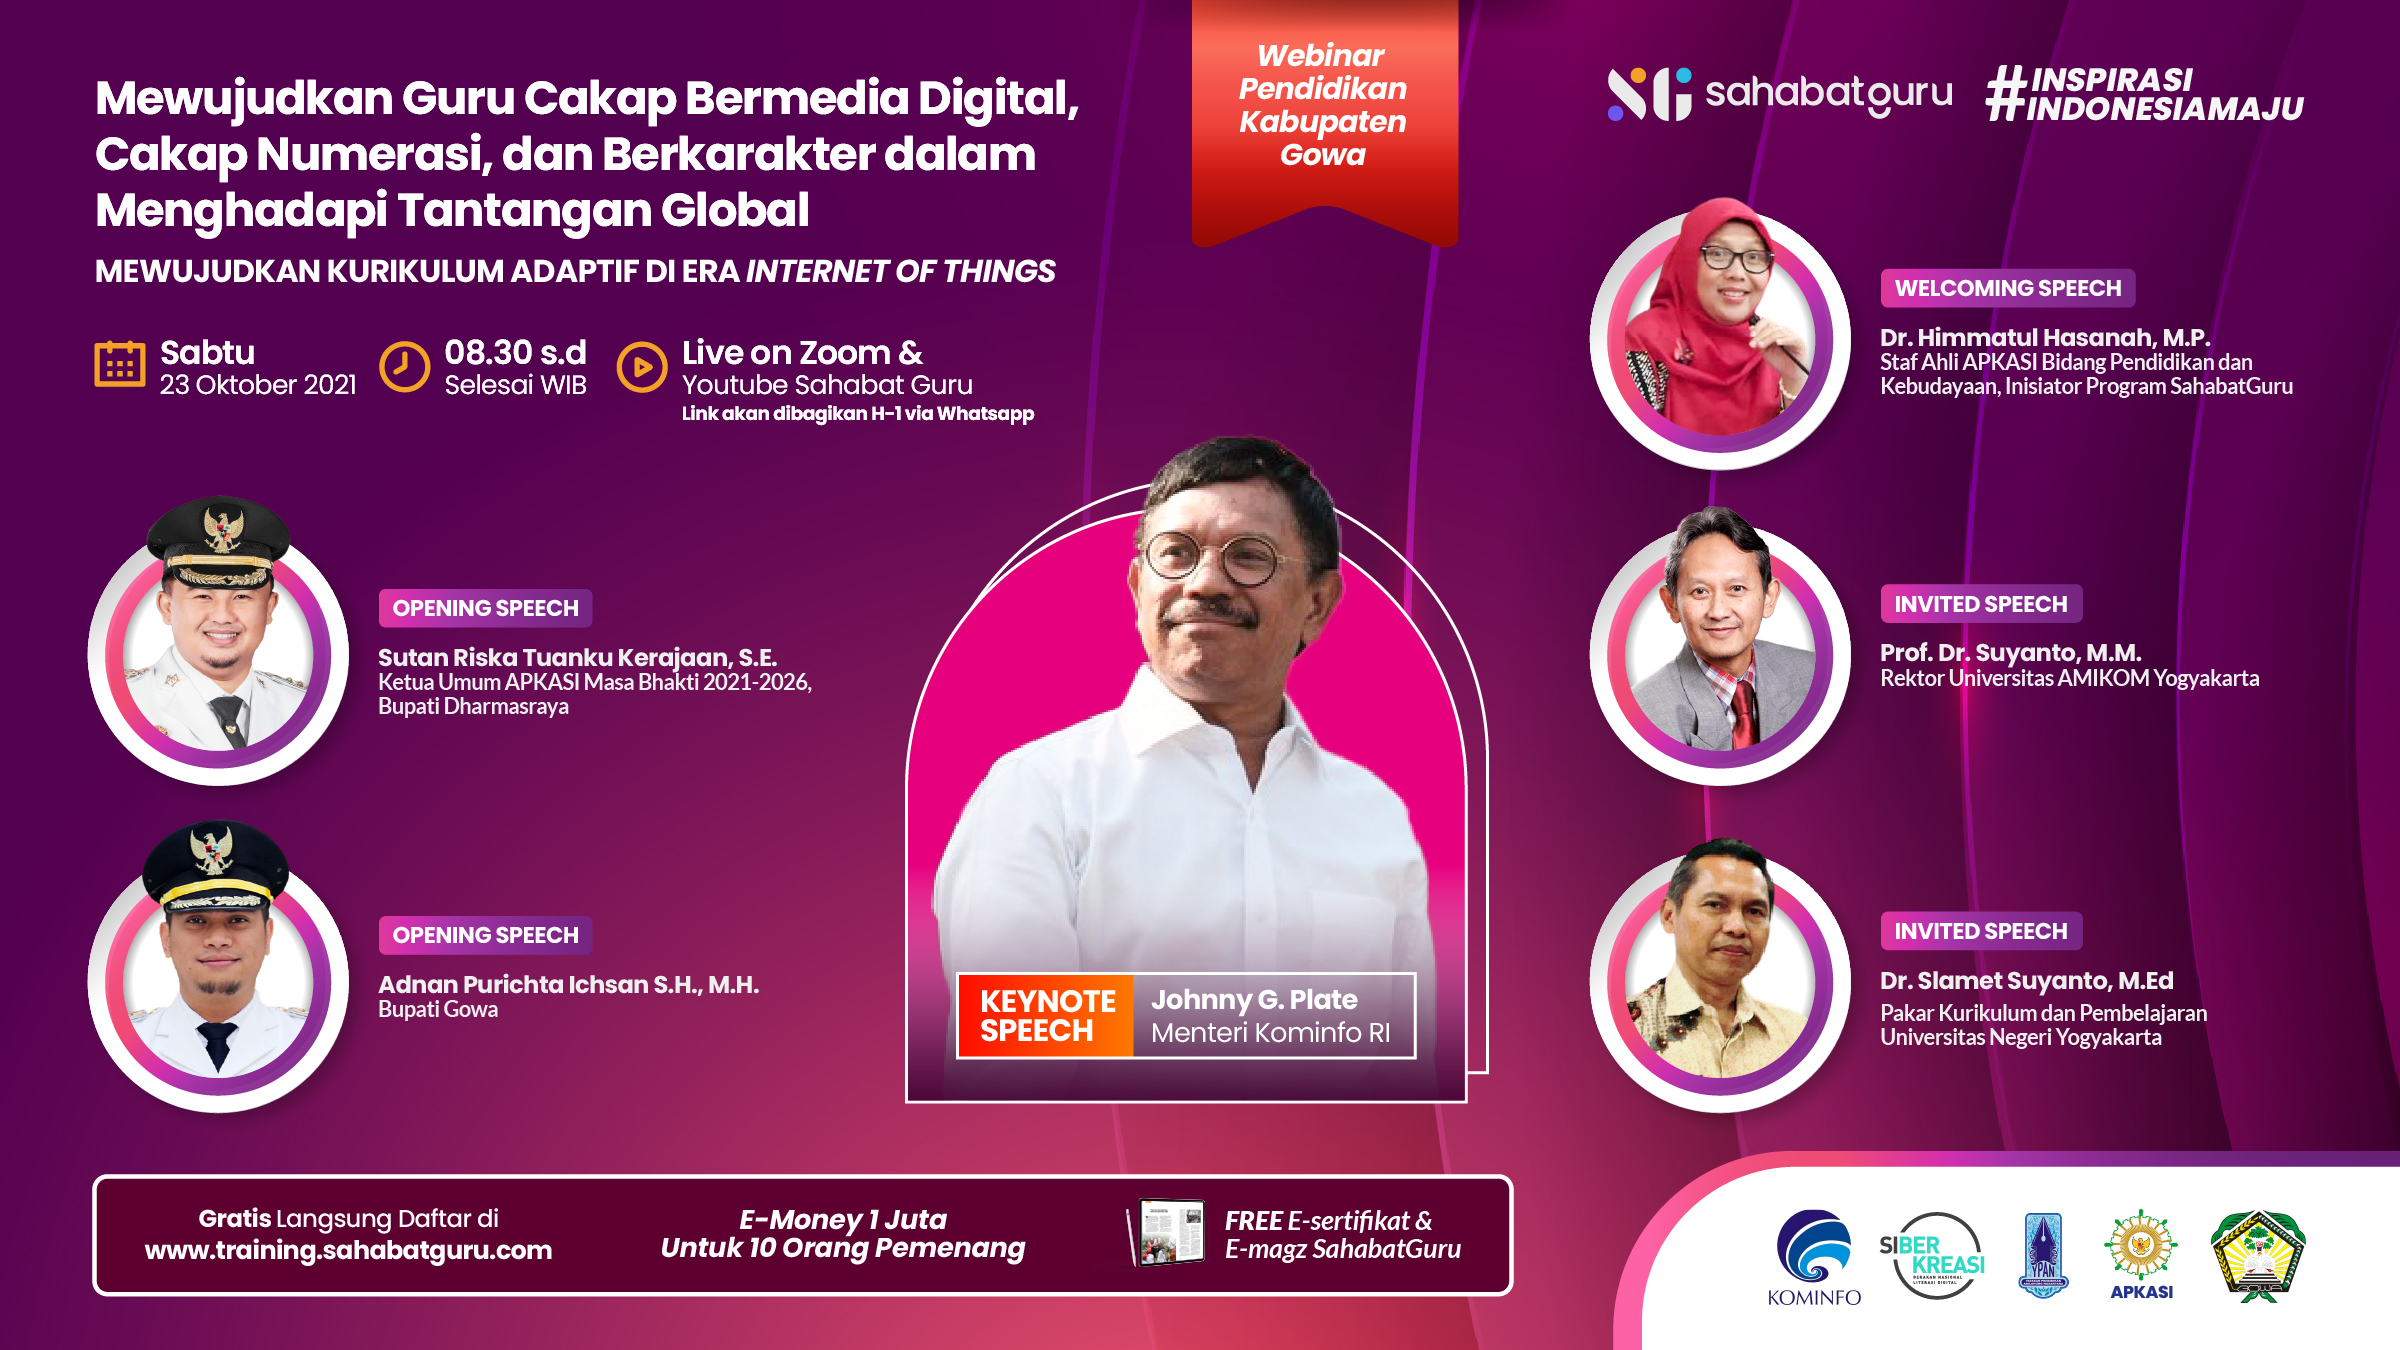 Mewujudkan Guru Cakap Bermedia Digital,
Cakap Numerasi, dan Berkarakter dalam
Menghadapi Tantangan Global
MEWUJUDKAN KURIKULUM ADAPTIF DI ERA INTERNET OF THINGS
Sabtu
23 Oktober 2021
08.30 s.d
Selesai WIB
Live on Zoom &
Youtube Sahabat Guru
Link akan dibagikan H-1 via Whatsapp
Webinar
Pendidikan
Kabupaten
Gowa
sahabatguru
#INSPIRASI
INDONESIAMAJU
OPENING SPEECH
Sutan Riska Tuanku Kerajaan, S.E.
Ketua Umum APKASI Masa Bhakti 2021-2026,
Bupati Dharmasraya
OPENING SPEECH
Adnan Purichta Ichsan S.H., M.H.
Bupati Gowa
KEYNOTE
SPEECH
Johnny G. Plate
Menteri Kominfo RI
WELCOMING SPEECH
Dr. Himmatul Hasanah, M.P.
Staf Ahli APKASI Bidang Pendidikan dan
Kebudayaan, Inisiator Program SahabatGuru
INVITED SPEECH
Prof. Dr. Suyanto, M.M.
Rektor Universitas AMIKOM Yogyakarta
INVITED SPEECH
Dr. Slamet Suyanto, M.Ed
Pakar Kurikulum dan Pembelajaran
Universitas Negeri Yogyakarta
Gratis Langsung Daftar di
www.training.sahabatguru.com
E-Money 1 Juta
Untuk 10 Orang Pemenang
FREE E-sertifikat &
E-magz SahabatGuru
KOMINFO
SIBER
KREASI
GERAKAN NASIONAL
LITERASI DIGITAL
YPAN
APKASI
GOWA